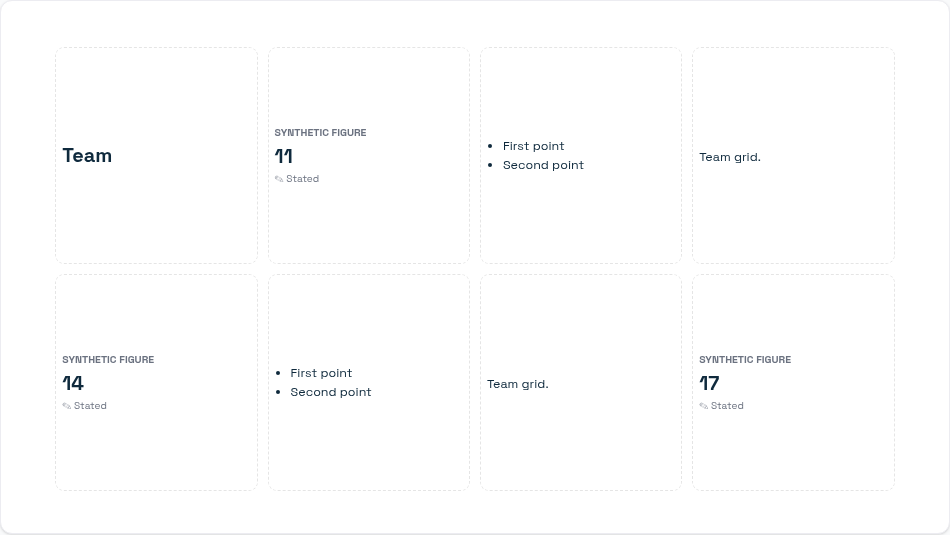 Team
SYNTHETIC FIGURE
11
✎ Stated
• First point
• Second point
Team grid.
SYNTHETIC FIGURE
14
✎ Stated
• First point
• Second point
Team grid.
SYNTHETIC FIGURE
17
✎ Stated